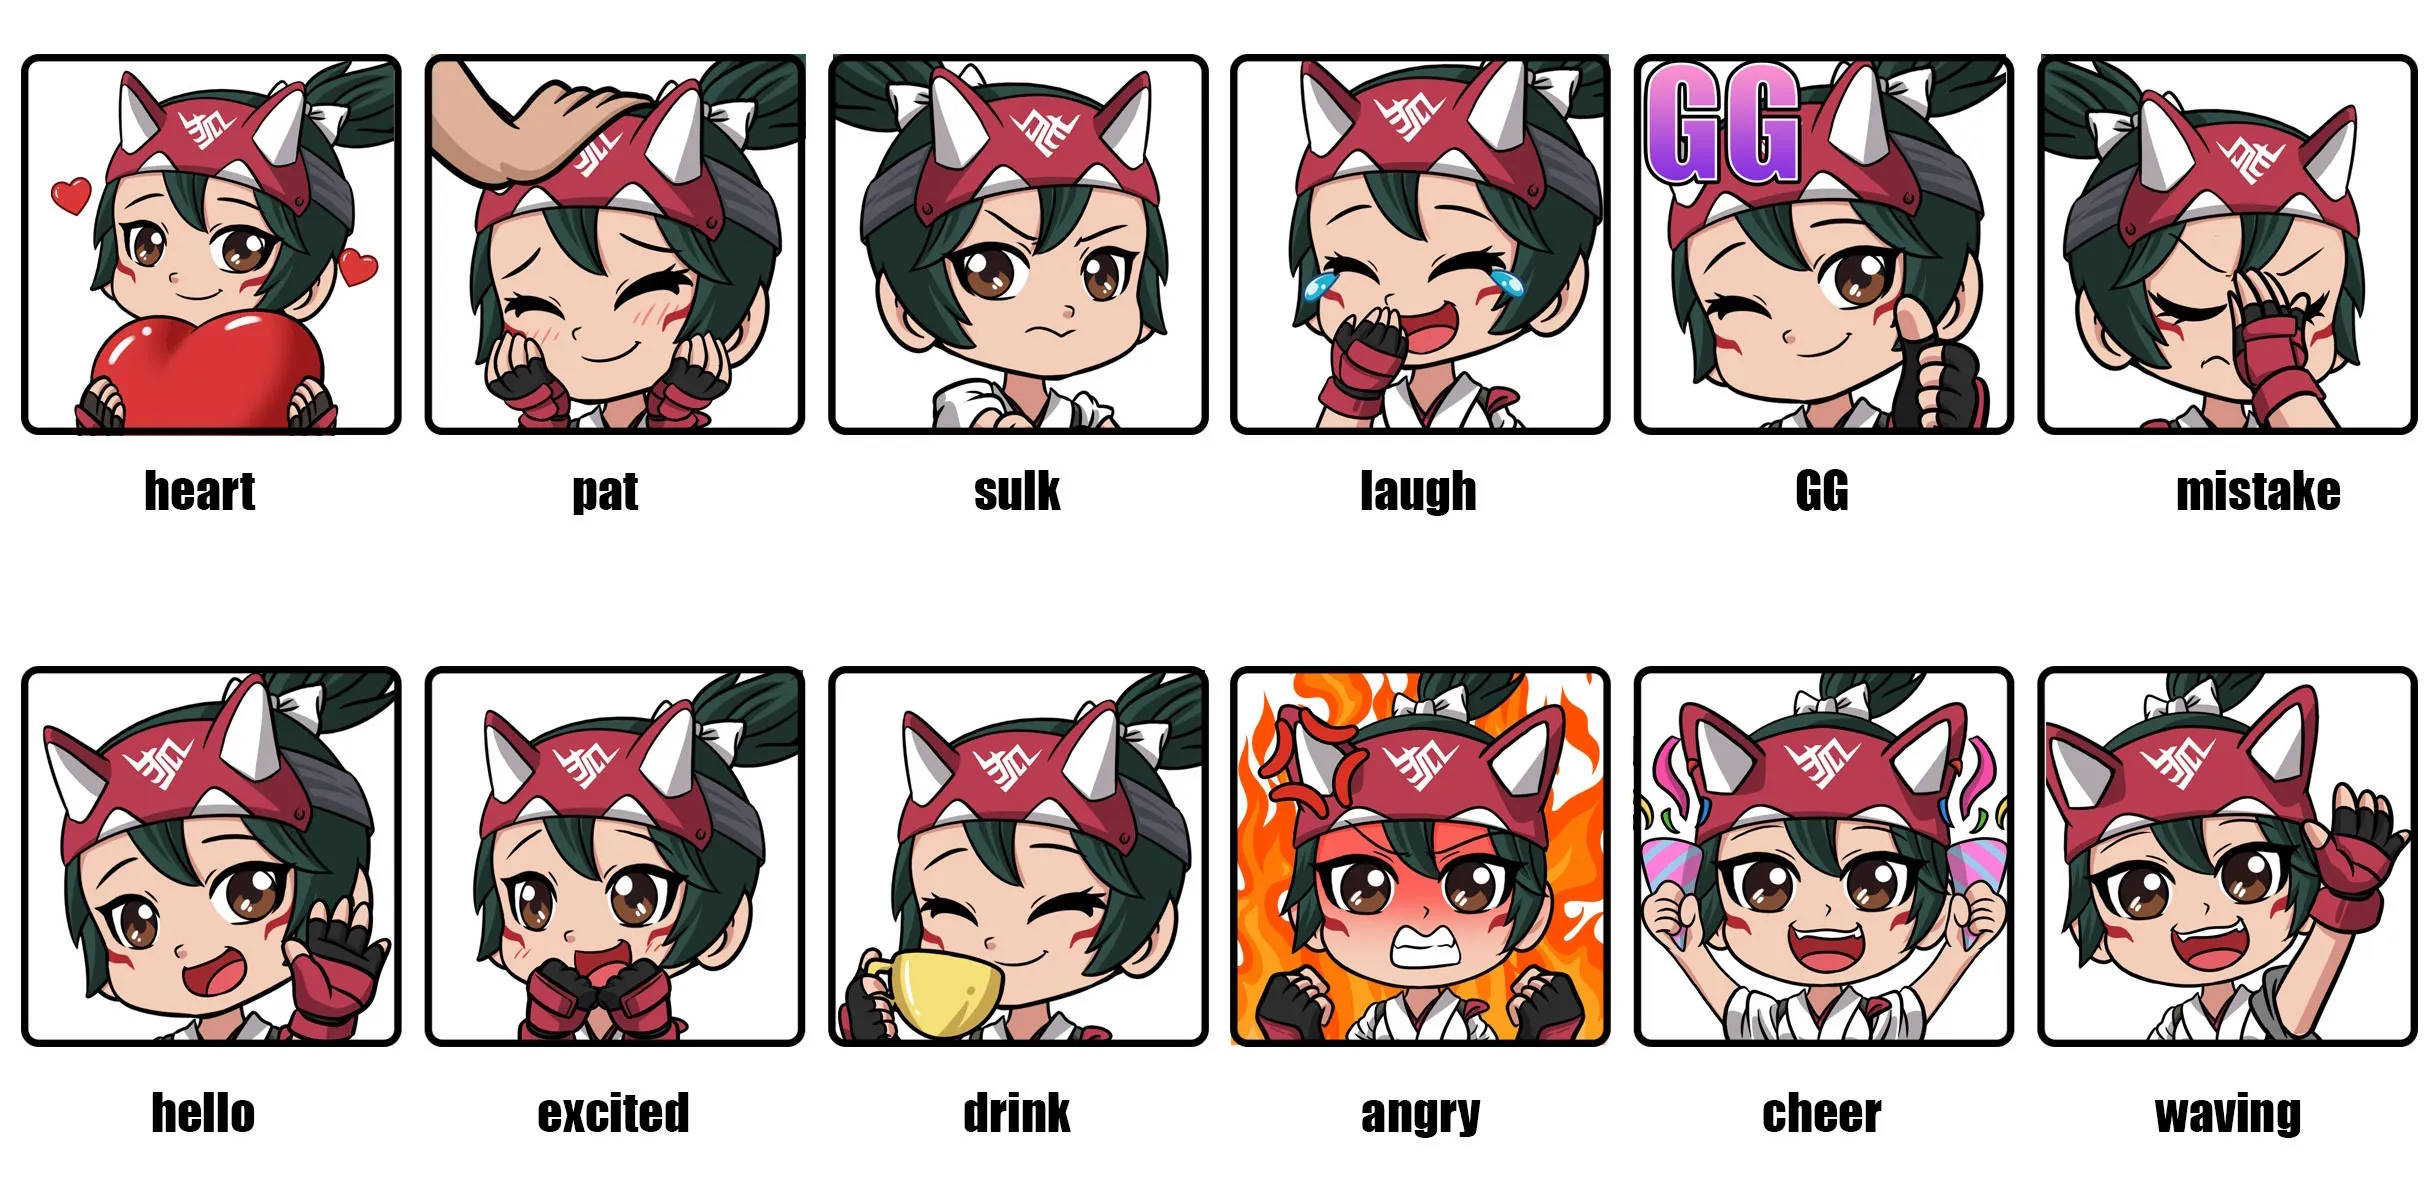 GG
heart
pat
sulk
laugh
GG
mistake
hello
excited
drink
angry
cheer
waving